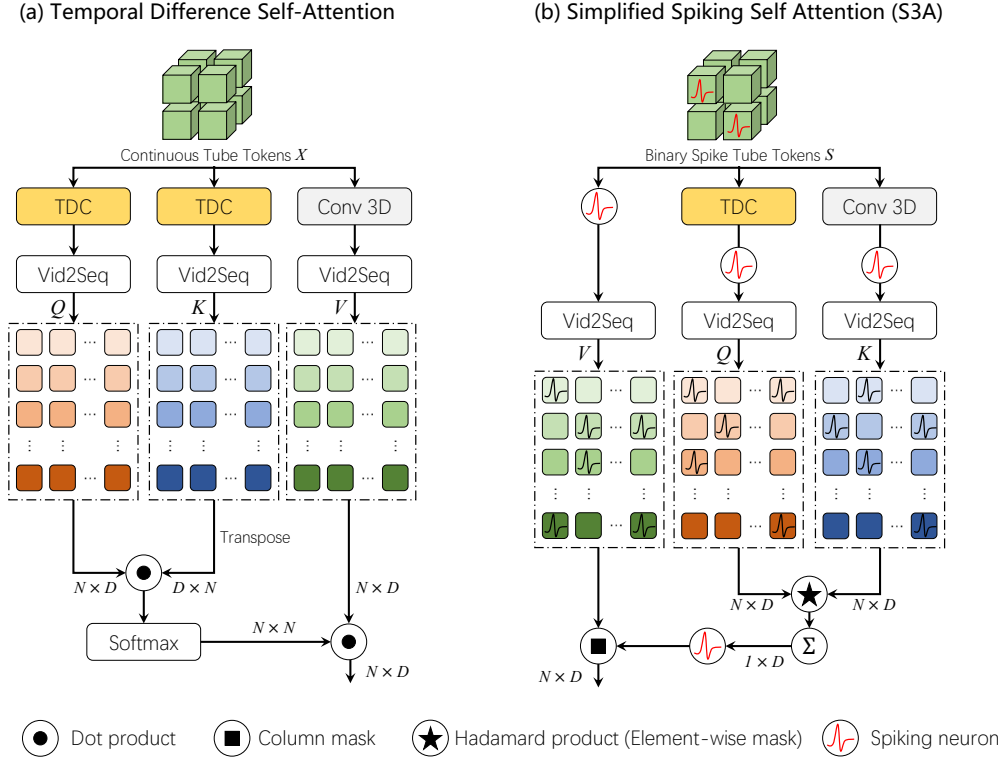 (a) Temporal Difference Self-Attention
(b) Simplified Spiking Self Attention (S3A)
Continuous Tube Tokens X
TDC
TDC
Conv 3D
Vid2Seq
Vid2Seq
Vid2Seq
Q
K
V
Transpose
N × D
D × N
Softmax
N × N
N × D
N × D
Binary Spike Tube Tokens S
TDC
Conv 3D
Vid2Seq
Vid2Seq
Vid2Seq
V
Q
K
N × D
N × D
Σ
1 × D
N × D
Dot product
Column mask
Hadamard product (Element-wise mask)
Spiking neuron